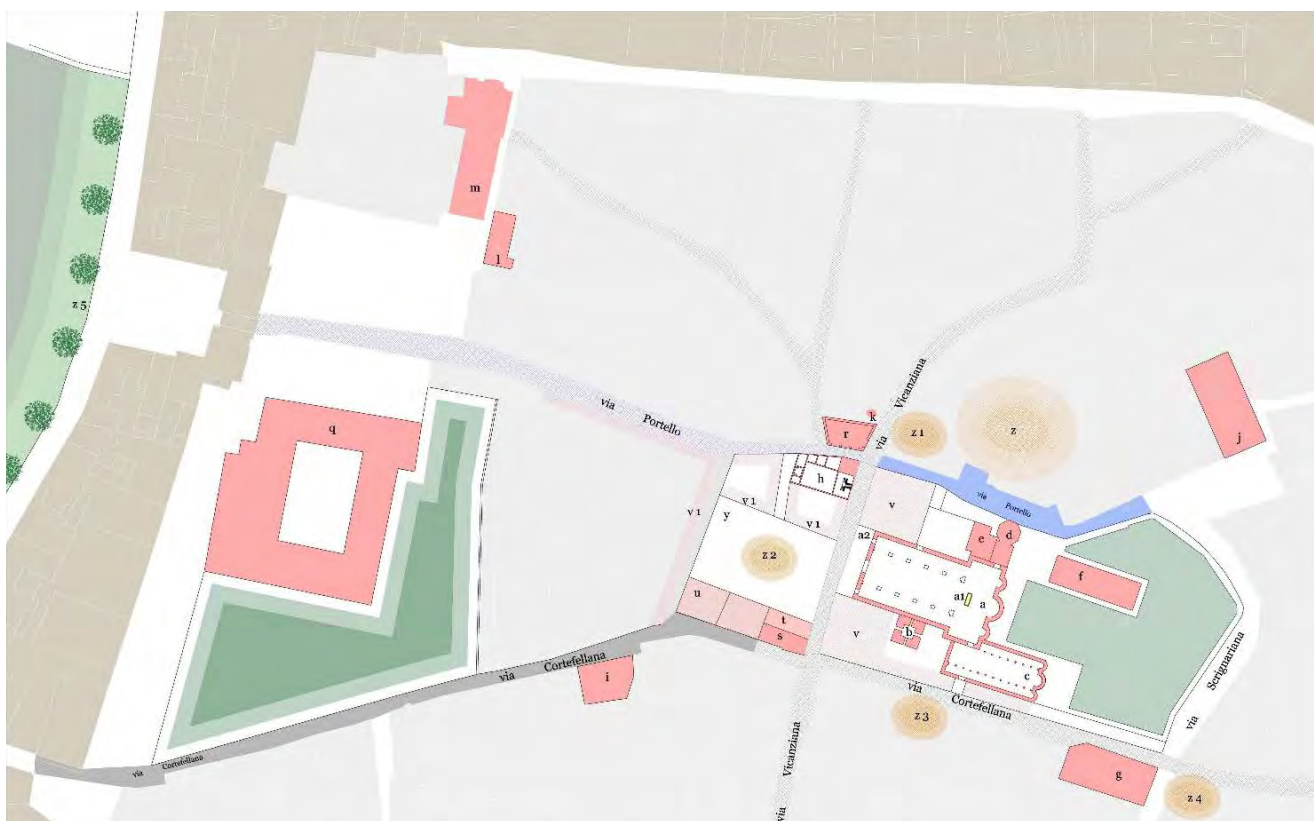 m
l
z 5
via
Portello
q
k
r
via
Vicanziana
z 1
z
j
h
v 1
v 1
v 1
y
z 2
v
a2
via
Portello
e
d
f
a1
a
b
v
c
u
t
s
via
Cortefellana
i
via
Cortefellana
z 3
via
Scrignariana
via
Cortefellana
g
z 4
via
Vicanziana